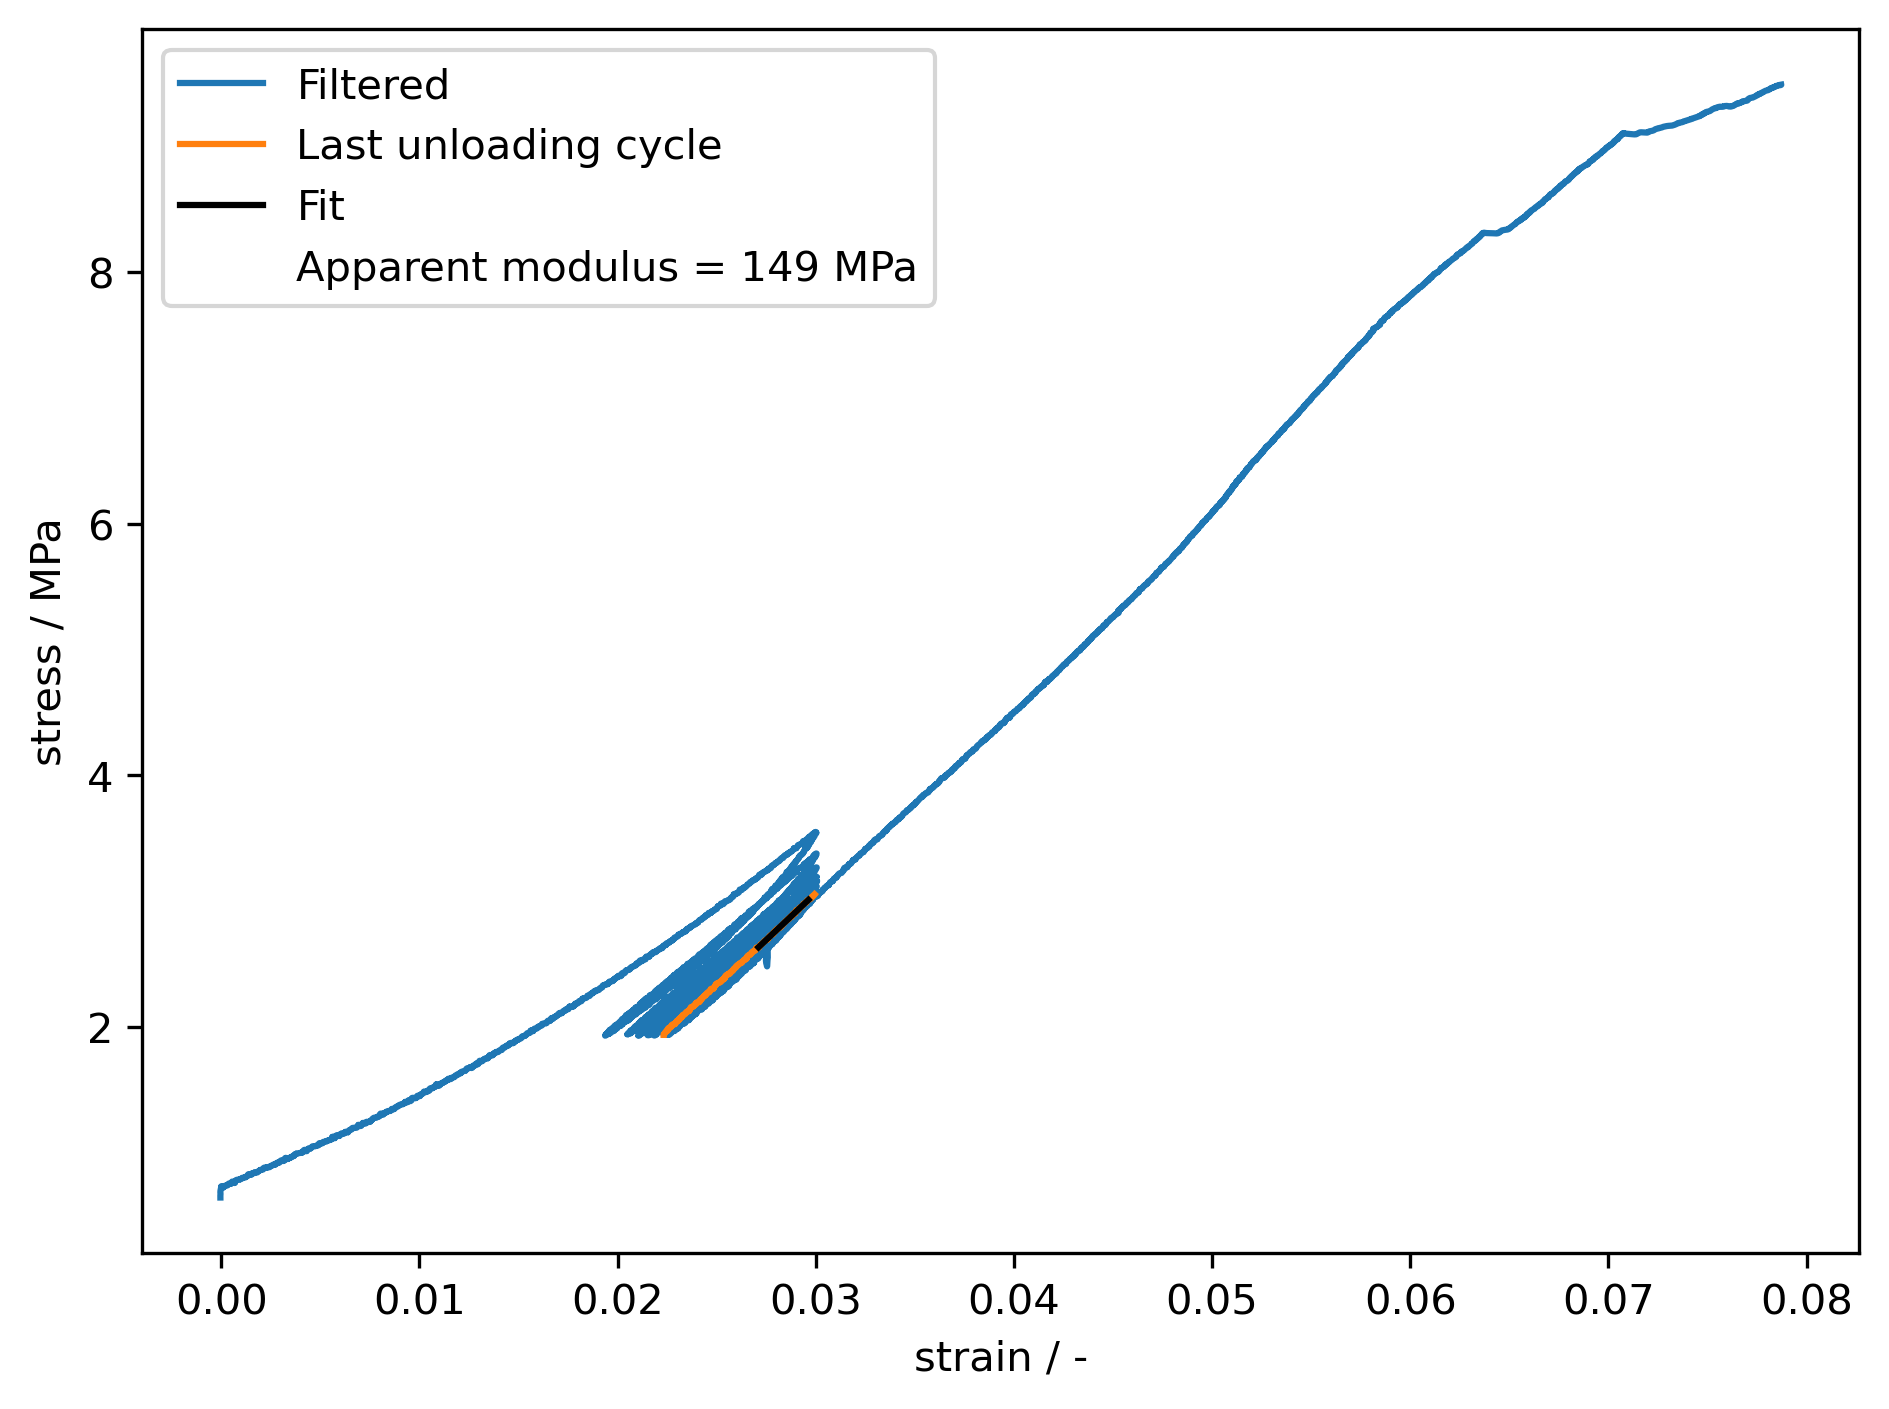 Filtered
Last unloading cycle
Fit
Apparent modulus = 149 MPa
8
6
4
2
stress / MPa
0.00 0.01 0.02 0.03 0.04 0.05 0.06 0.07 0.08
strain / -